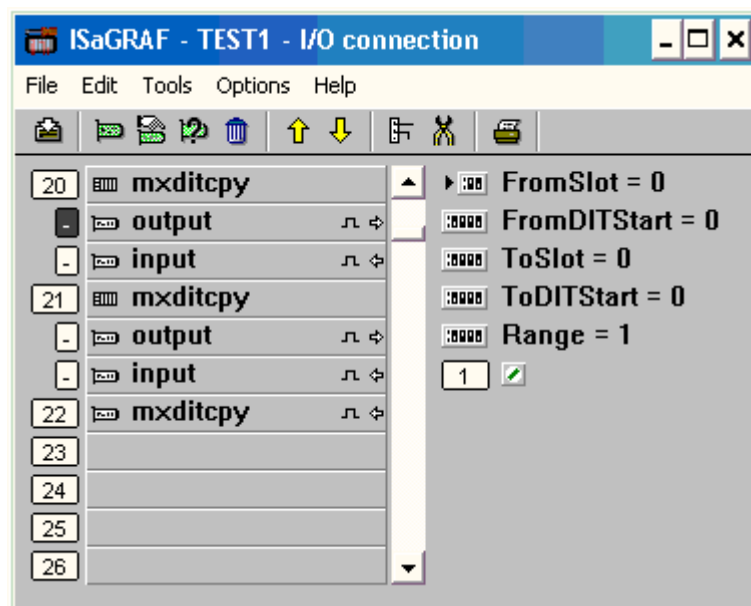 ISaGRAF - TEST1 - I/O connection
File Edit Tools Options Help
20 mxditcpy
- output
- input
21 mxditcpy
- output
- input
22 mxditcpy
23
24
25
26
FromSlot = 0
FromDITStart = 0
ToSlot = 0
ToDITStart = 0
Range = 1
1